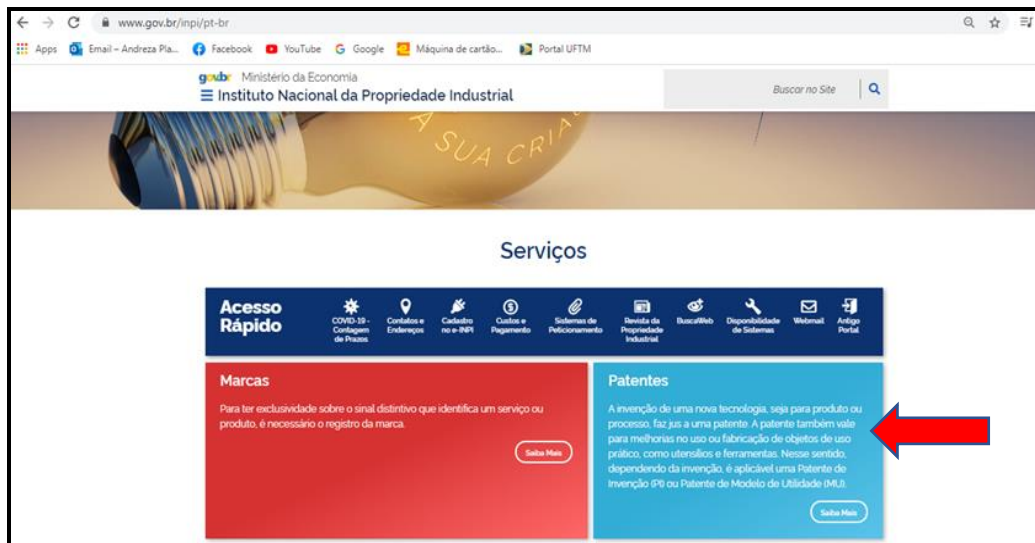 www.gov.br/inpi/pt-br
Apps Email – Andreza Pla... Facebook YouTube Google Máquina de cartão... Portal UFTM
gov.br Ministério da Economia
Instituto Nacional da Propriedade Industrial
Buscar no Site
A SUA CRIA
Serviços
Acesso Rápido
COVID-19 - Contagem de Prazos
Contatos e Endereços
Cadastro no e-INPI
Custos e Pagamento
Sistemas de Peticionamento
Revista da Propriedade Industrial
BuscaWeb
Disponibilidade de Sistemas
Webmail
Antigo Portal
Marcas
Para ter exclusividade sobre o sinal distintivo que identifica um serviço ou
produto, é necessário o registro da marca.
Saiba Mais
Patentes
A invenção de uma nova tecnologia, seja para produto ou
processo, faz jus a uma patente. A patente também vale
para melhorias no uso ou fabricação de objetos de uso
prático, como utensílios e ferramentas. Nesse sentido,
dependendo da invenção, é aplicável uma Patente de
Invenção (PI) ou Patente de Modelo de Utilidade (MU).
Saiba Mais